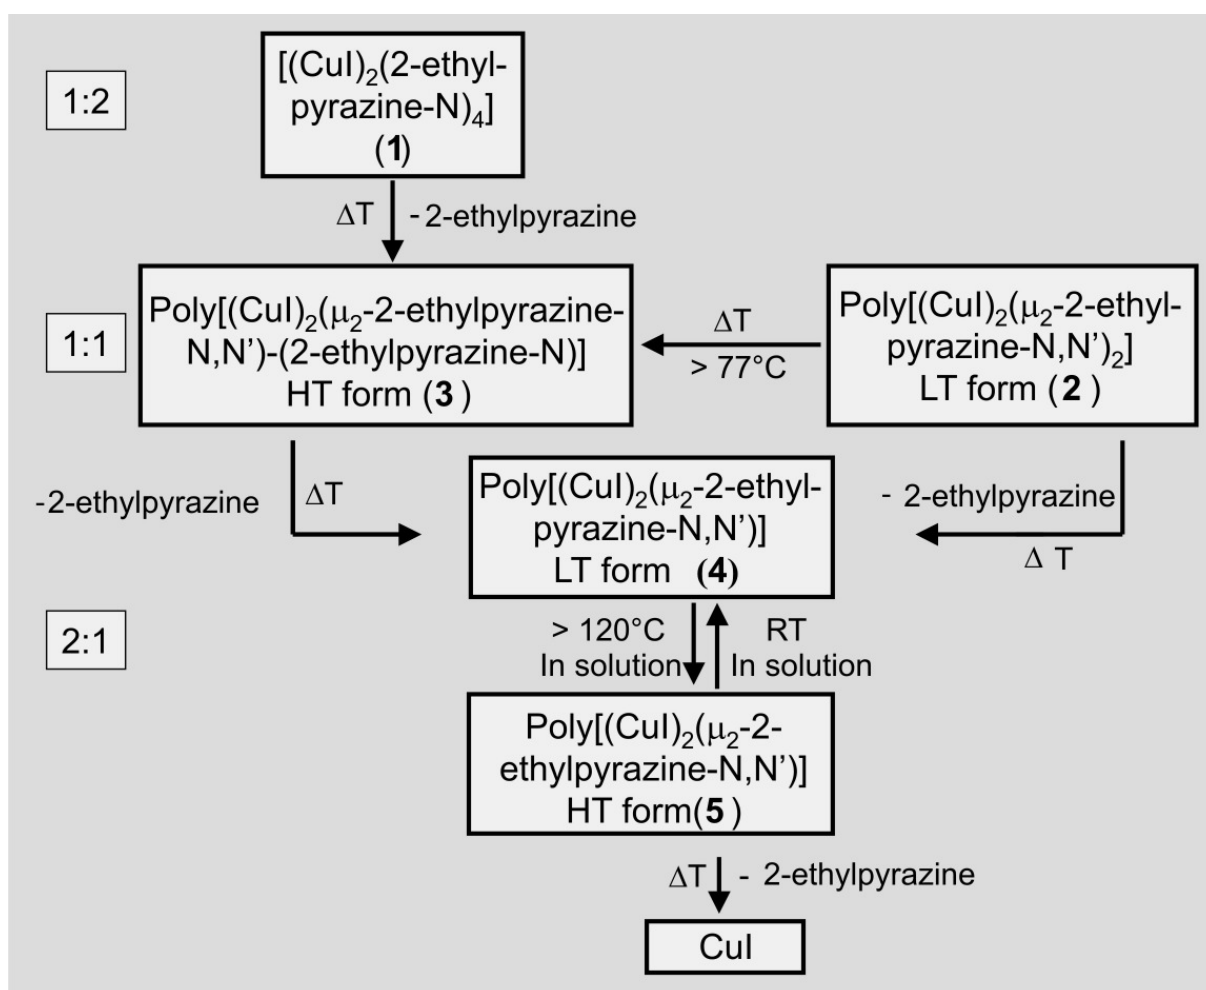 1:2
[(CuI)₂(2-ethyl-
pyrazine-N)₄]
(1)
ΔT
- 2-ethylpyrazine
1:1
Poly[(CuI)₂(μ₂-2-ethylpyrazine-
N,N’)-(2-ethylpyrazine-N)]
HT form (3 )
ΔT
> 77°C
Poly[(CuI)₂(μ₂-2-ethyl-
pyrazine-N,N’)₂]
LT form ( 2 )
-2-ethylpyrazine
ΔT
Poly[(CuI)₂(μ₂-2-ethyl-
pyrazine-N,N’)]
LT form (4)
- 2-ethylpyrazine
Δ T
2:1
> 120°C
In solution
RT
In solution
Poly[(CuI)₂(μ₂-2-
ethylpyrazine-N,N’)]
HT form(5 )
ΔT
- 2-ethylpyrazine
CuI